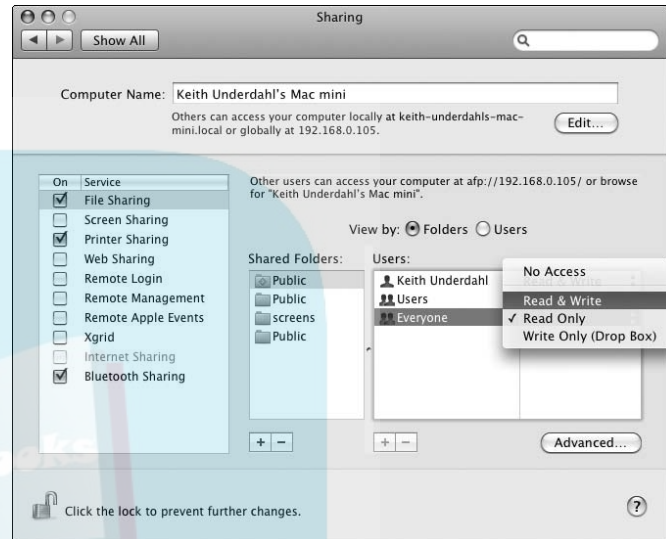 Sharing
Show All
Computer Name: Keith Underdahl's Mac mini
Others can access your computer locally at keith-underdahls-mac-
mini.local or globally at 192.168.0.105.
Edit...
On Service
File Sharing
Screen Sharing
Printer Sharing
Web Sharing
Remote Login
Remote Management
Remote Apple Events
Xgrid
Internet Sharing
Bluetooth Sharing
Other users can access your computer at afp://192.168.0.105/ or browse
for "Keith Underdahl's Mac mini".
View by: Folders Users
Shared Folders:
Public
Public
screens
Public
Users:
Keith Underdahl
Users
Everyone
No Access
Read & Write
Read Only
Write Only (Drop Box)
Advanced...
Click the lock to prevent further changes.
?